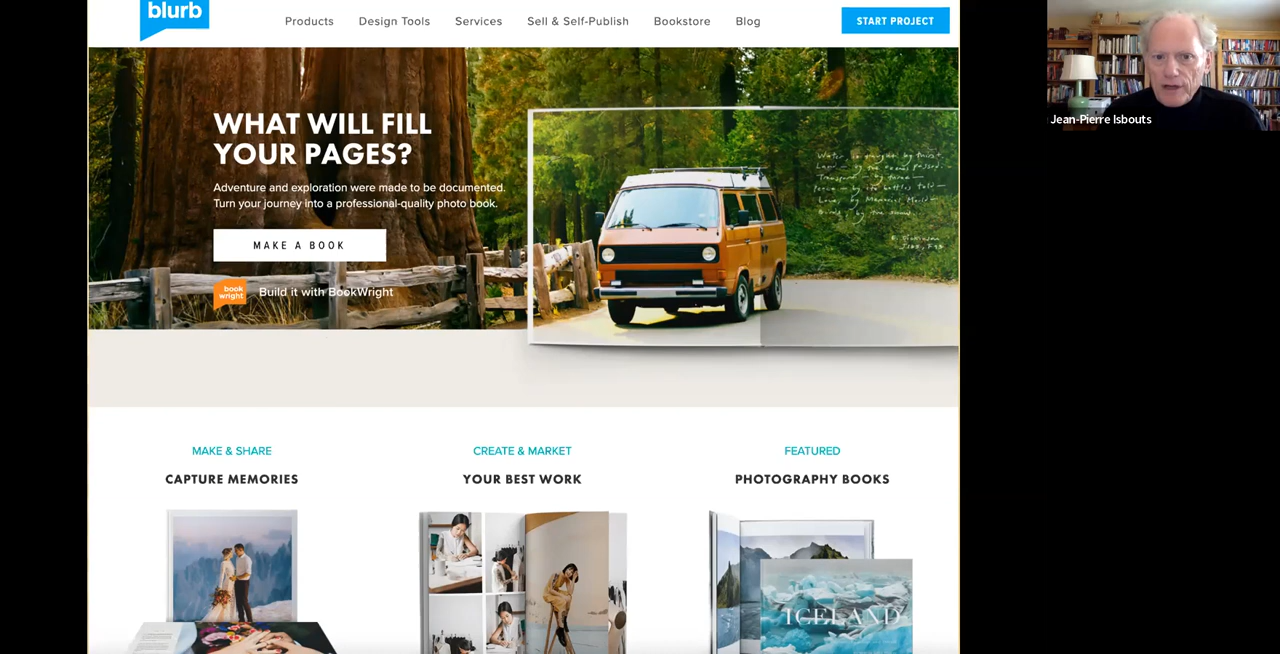 blurb
Products Design Tools Services Sell & Self-Publish Bookstore Blog
START PROJECT
Jean-Pierre Isbouts
WHAT WILL FILL
YOUR PAGES?
Adventure and exploration were made to be documented.
Turn your journey into a professional-quality photo book.
MAKE A BOOK
book
wright
Build it with BookWright
MAKE & SHARE
CAPTURE MEMORIES
CREATE & MARKET
YOUR BEST WORK
FEATURED
PHOTOGRAPHY BOOKS
ICELAND